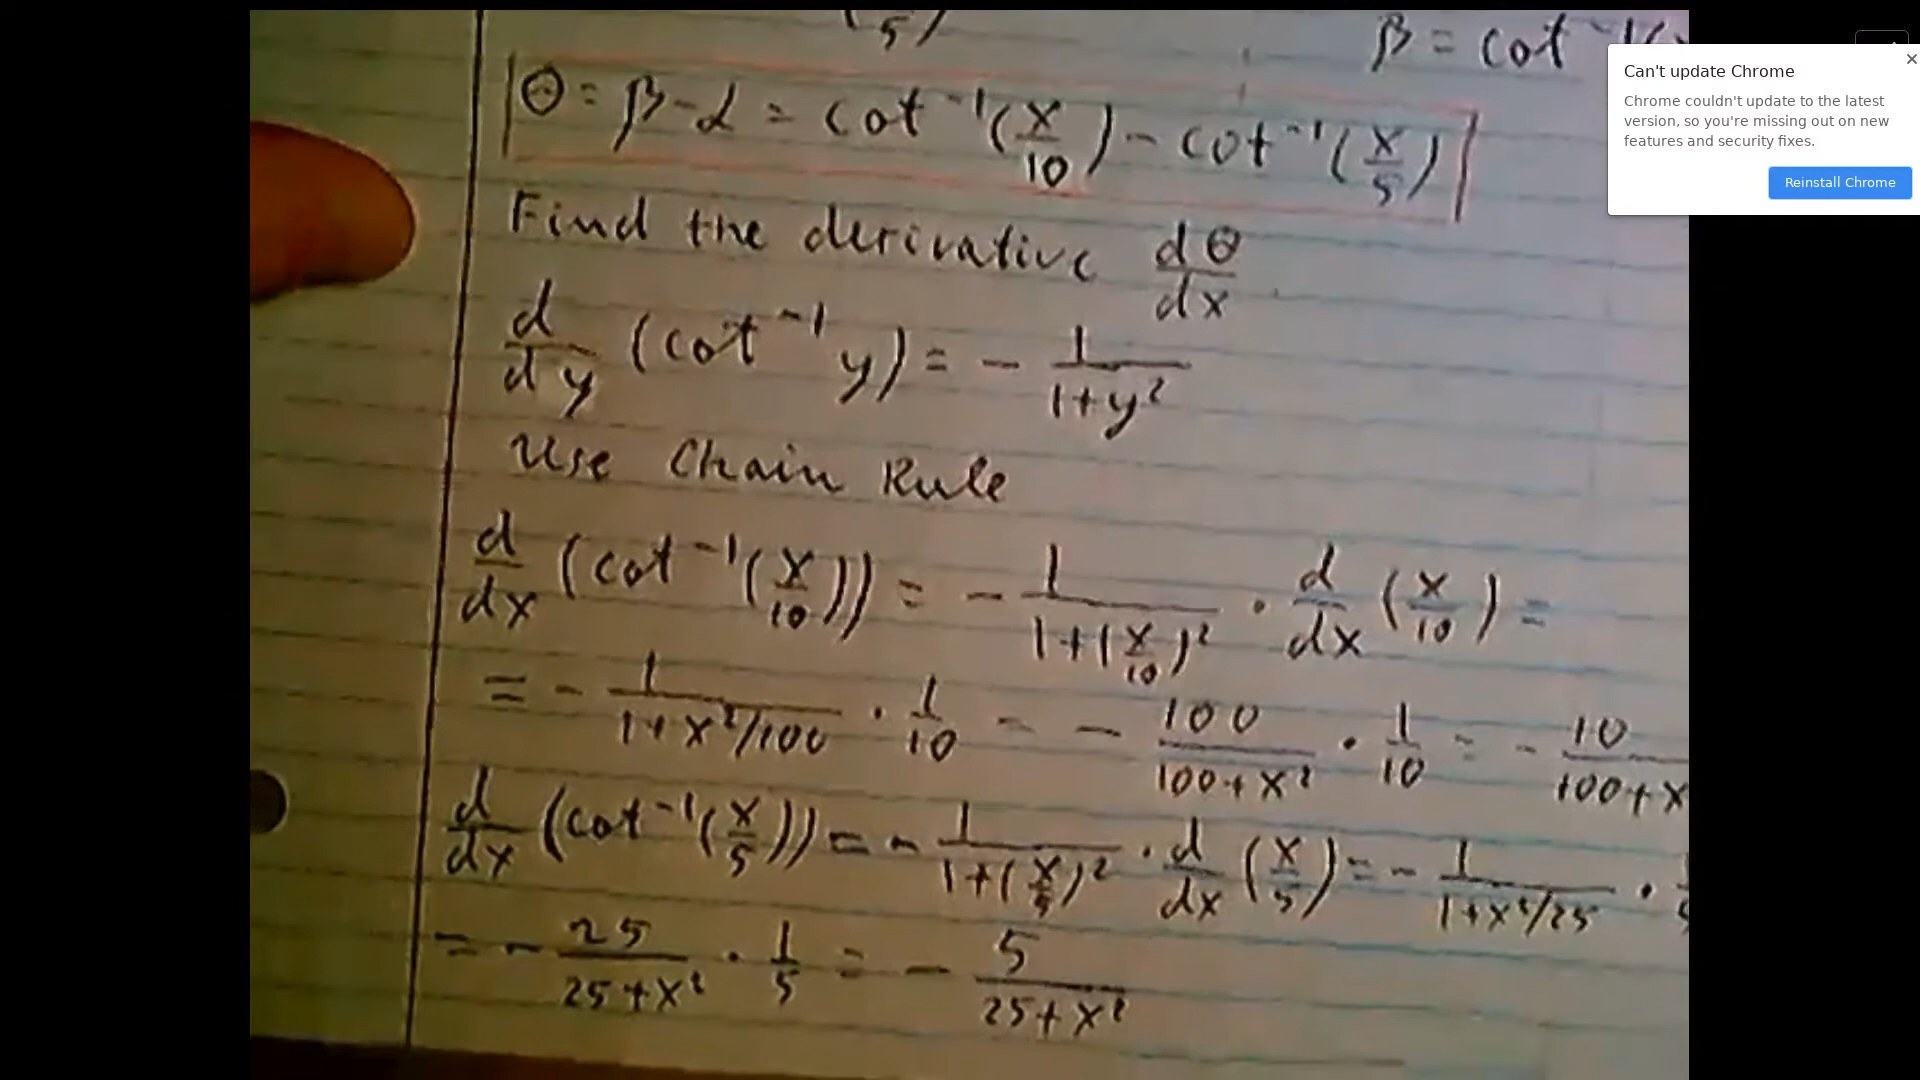 5)
β = cot⁻¹(
Θ = β - α = cot⁻¹(x/10) - cot⁻¹(x/5)
Find the derivative dΘ/dx
d/dy (cot⁻¹ y) = - 1/(1+y²)
Use Chain Rule
d/dx (cot⁻¹(x/10)) = - 1/(1+(x/10)²) · d/dx (x/10) =
= - 1/(1+x²/100) · 1/10 = - 100/(100+x²) · 1/10 = - 10/(100+x
d/dx (cot⁻¹(x/5)) = - 1/(1+(x/5)²) · d/dx (x/5) = - 1/(1+x²/25) ·
= - 25/(25+x²) · 1/5 = - 5/(25+x²)
Can't update Chrome
Chrome couldn't update to the latest
version, so you're missing out on new
features and security fixes.
Reinstall Chrome